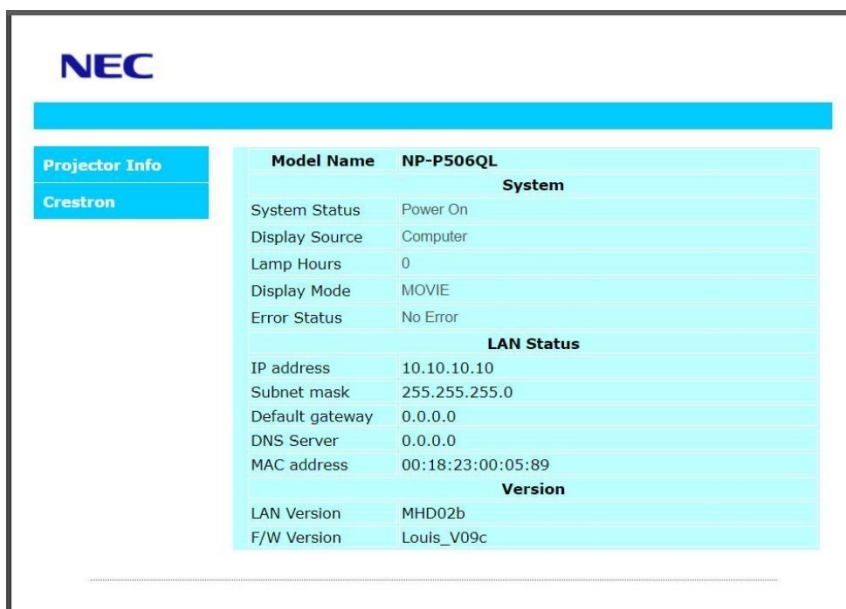 NEC
Projector Info
Crestron
Model Name NP-P506QL
System
System Status Power On
Display Source Computer
Lamp Hours 0
Display Mode MOVIE
Error Status No Error
LAN Status
IP address 10.10.10.10
Subnet mask 255.255.255.0
Default gateway 0.0.0.0
DNS Server 0.0.0.0
MAC address 00:18:23:00:05:89
Version
LAN Version MHD02b
F/W Version Louis_V09c